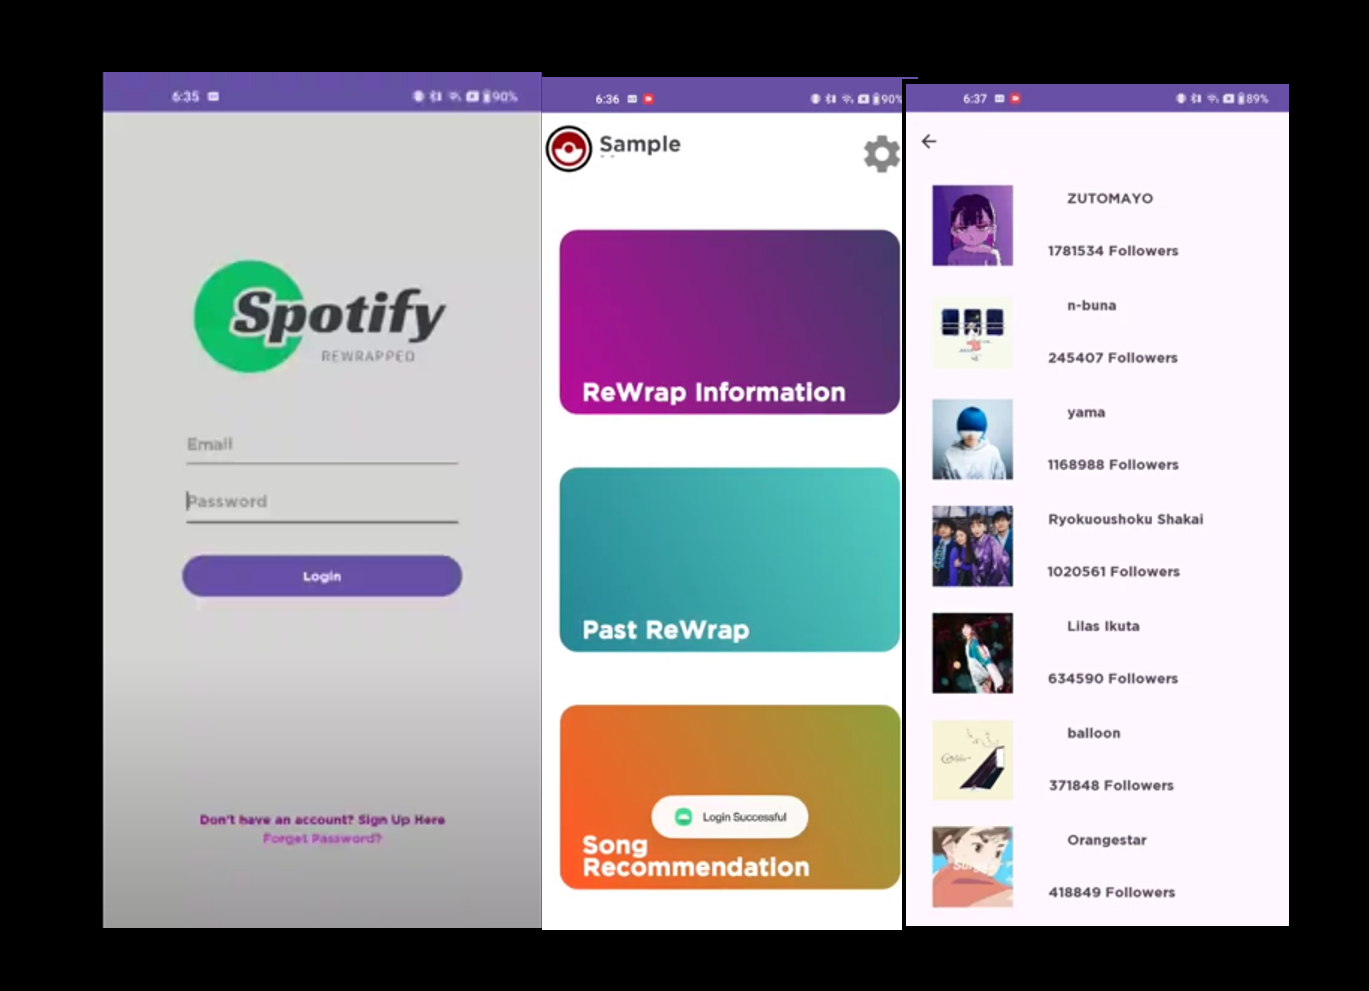 6:35
90%
Spotify
REWRAPPED
Email
Password
Login
Don't have an account? Sign Up Here
Forget Password?
6:36
90%
Sample
ReWrap Information
Past ReWrap
Login Successful
Song
Recommendation
6:37
89%
ZUTOMAYO
1781534 Followers
n-buna
245407 Followers
yama
1168988 Followers
Ryokuoushoku Shakai
1020561 Followers
Lilas Ikuta
634590 Followers
balloon
371848 Followers
Orangestar
418849 Followers